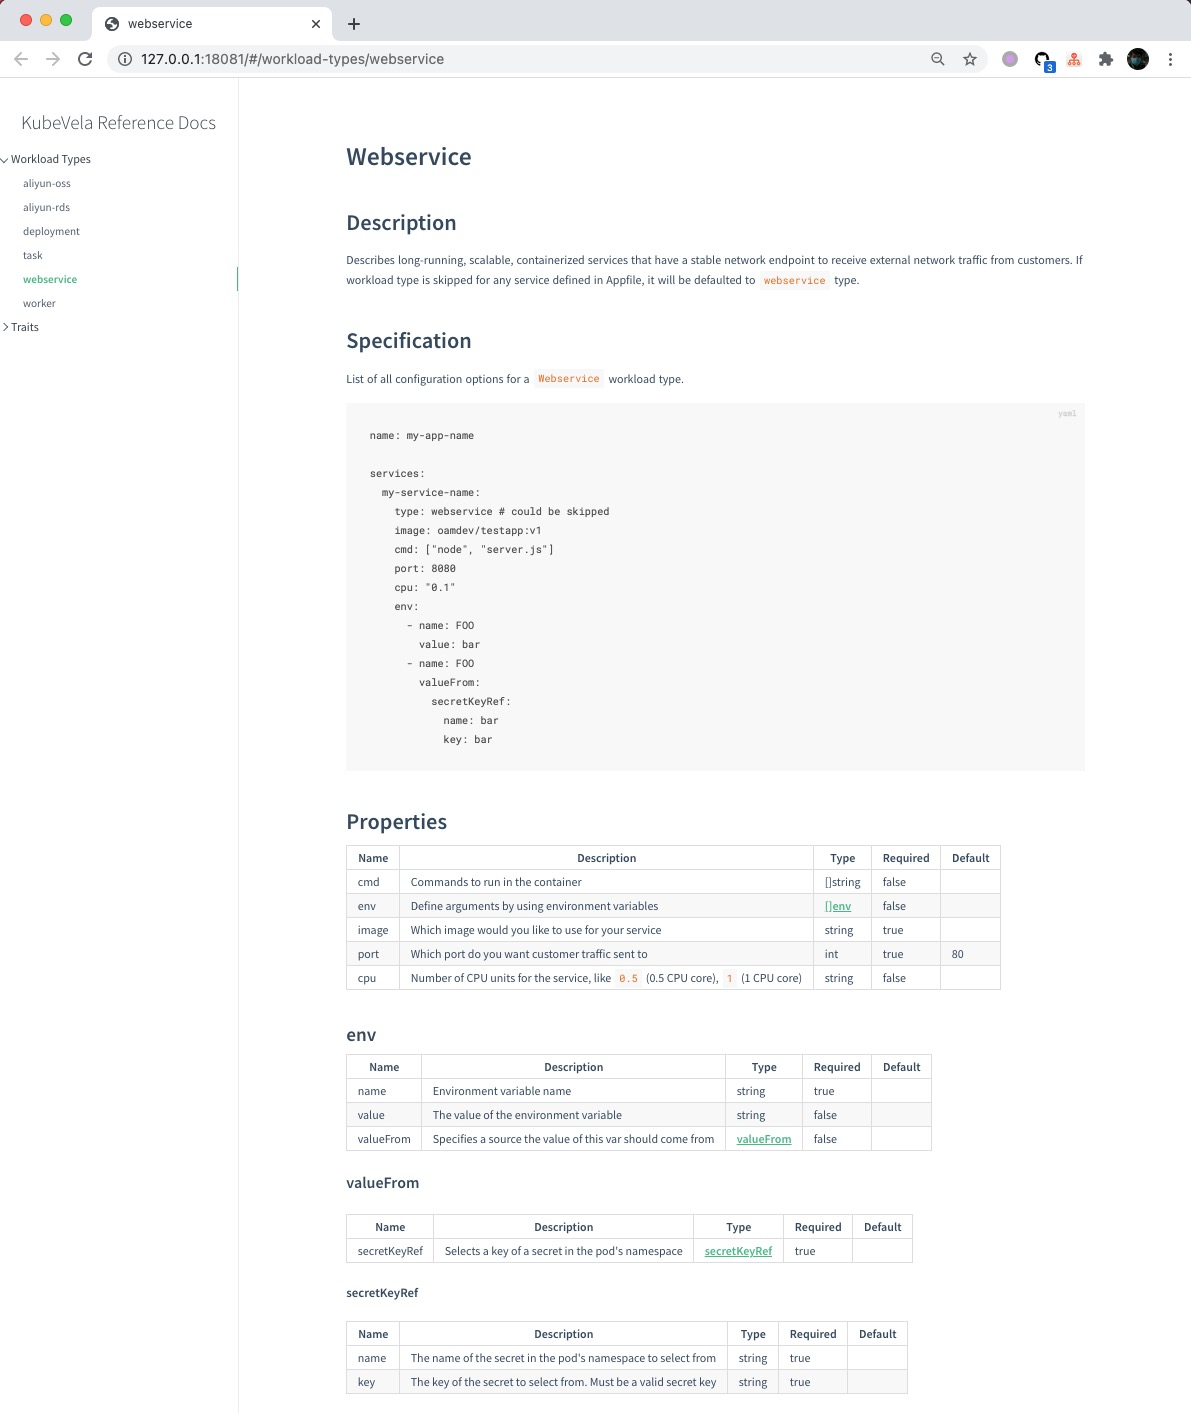 webservice
127.0.0.1:18081/#/workload-types/webservice
3
KubeVela Reference Docs
Workload Types
aliyun-oss
aliyun-rds
deployment
task
webservice
worker
Traits
Webservice
Description
Describes long-running, scalable, containerized services that have a stable network endpoint to receive external network traffic from customers. If
workload type is skipped for any service defined in Appfile, it will be defaulted to webservice type.
Specification
List of all configuration options for a Webservice workload type.
yaml
name: my-app-name
services:
  my-service-name:
    type: webservice # could be skipped
    image: oamdev/testapp:v1
    cmd: ["node", "server.js"]
    port: 8080
    cpu: "0.1"
    env:
      - name: FOO
        value: bar
      - name: FOO
        valueFrom:
          secretKeyRef:
            name: bar
            key: bar
Properties
Name Description Type Required Default
cmd Commands to run in the container []string false
env Define arguments by using environment variables []env false
image Which image would you like to use for your service string true
port Which port do you want customer traffic sent to int true 80
cpu Number of CPU units for the service, like 0.5 (0.5 CPU core), 1 (1 CPU core) string false
env
Name Description Type Required Default
name Environment variable name string true
value The value of the environment variable string false
valueFrom Specifies a source the value of this var should come from valueFrom false
valueFrom
Name Description Type Required Default
secretKeyRef Selects a key of a secret in the pod's namespace secretKeyRef true
secretKeyRef
Name Description Type Required Default
name The name of the secret in the pod's namespace to select from string true
key The key of the secret to select from. Must be a valid secret key string true